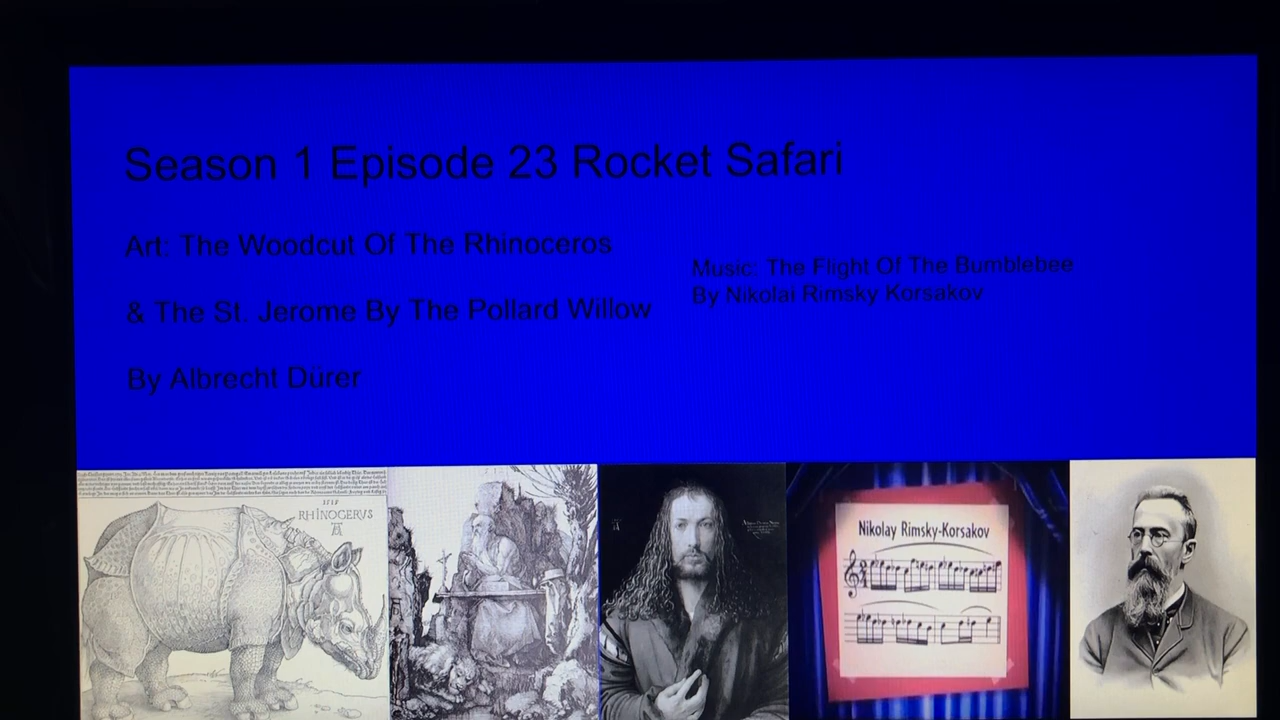 Season 1 Episode 23 Rocket Safari
Art: The Woodcut Of The Rhinoceros
& The St. Jerome By The Pollard Willow
By Albrecht Dürer
Music: The Flight Of The Bumblebee
By Nikolai Rimsky Korsakov
1515
RHINOCERVS
Nikolay Rimsky-Korsakov